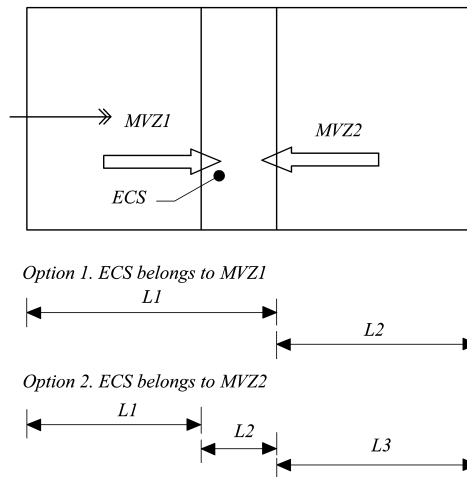 MVZ1
MVZ2
ECS
Option 1. ECS belongs to MVZ1
L1
L2
Option 2. ECS belongs to MVZ2
L1
L2
L3